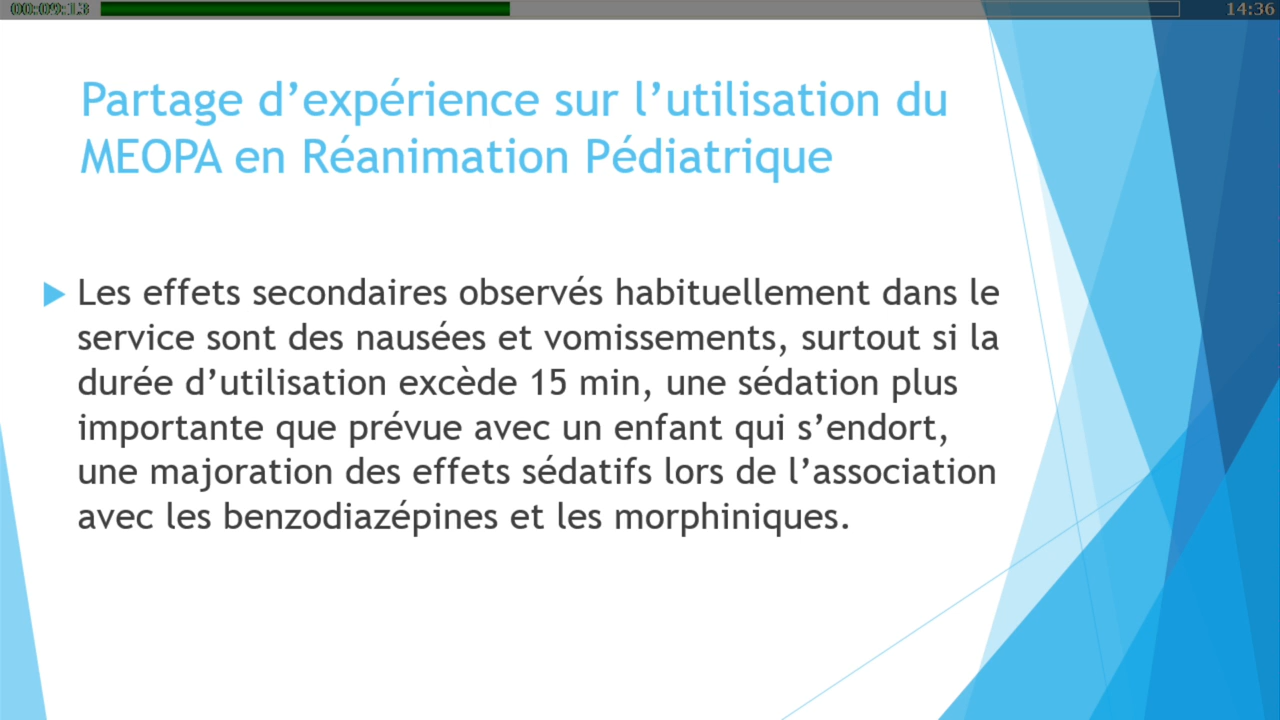 00:09:13
14:36
Partage d’expérience sur l’utilisation du
MEOPA en Réanimation Pédiatrique
Les effets secondaires observés habituellement dans le
service sont des nausées et vomissements, surtout si la
durée d’utilisation excède 15 min, une sédation plus
importante que prévue avec un enfant qui s’endort,
une majoration des effets sédatifs lors de l’association
avec les benzodiazépines et les morphiniques.